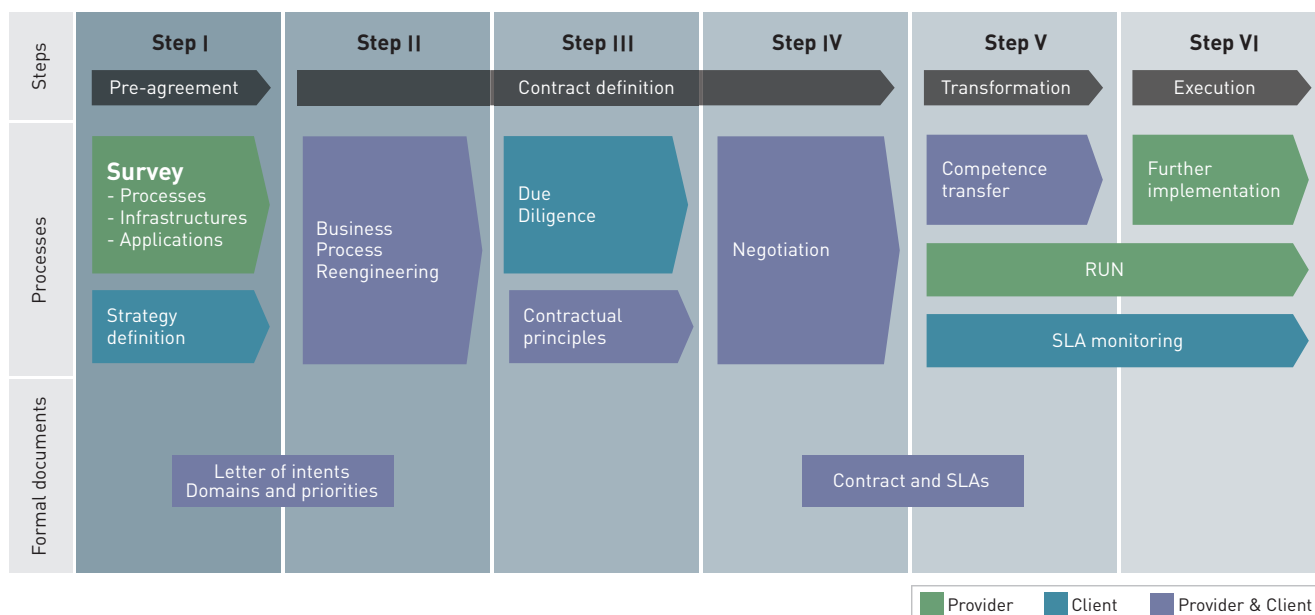 Steps
Step I
Step II
Step III
Step IV
Step V
Step VI
Pre-agreement
Contract definition
Transformation
Execution
Processes
Survey
- Processes
- Infrastructures
- Applications
Strategy
definition
Business
Process
Reengineering
Due
Diligence
Contractual
principles
Negotiation
Competence
transfer
Further
implementation
RUN
SLA monitoring
Formal documents
Letter of intents
Domains and priorities
Contract and SLAs
Provider
Client
Provider & Client